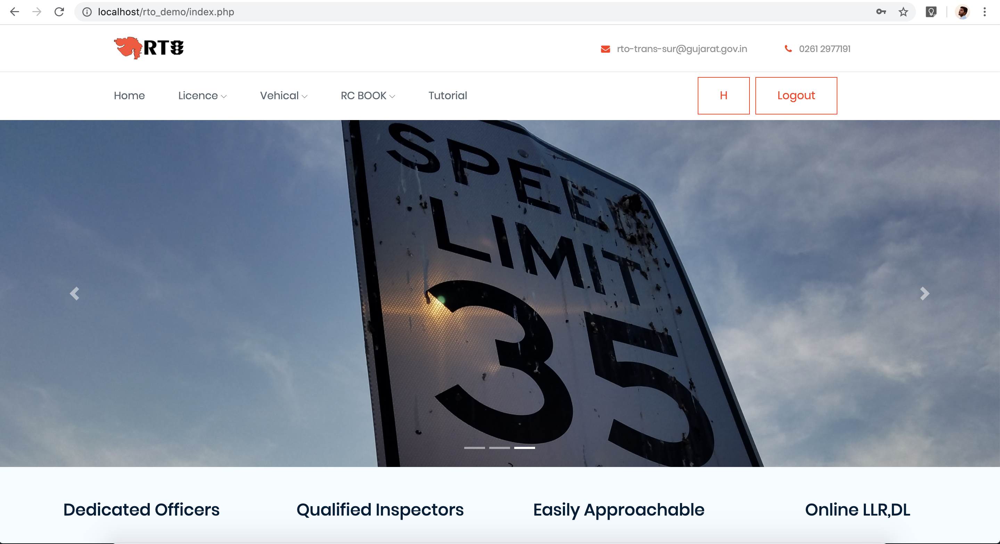 localhost/rto_demo/index.php
RTO
rto-trans-sur@gujarat.gov.in
0261 2977191
Home
Licence
Vehical
RC BOOK
Tutorial
H
Logout
SPEED
LIMIT
35
Dedicated Officers
Qualified Inspectors
Easily Approachable
Online LLR,DL